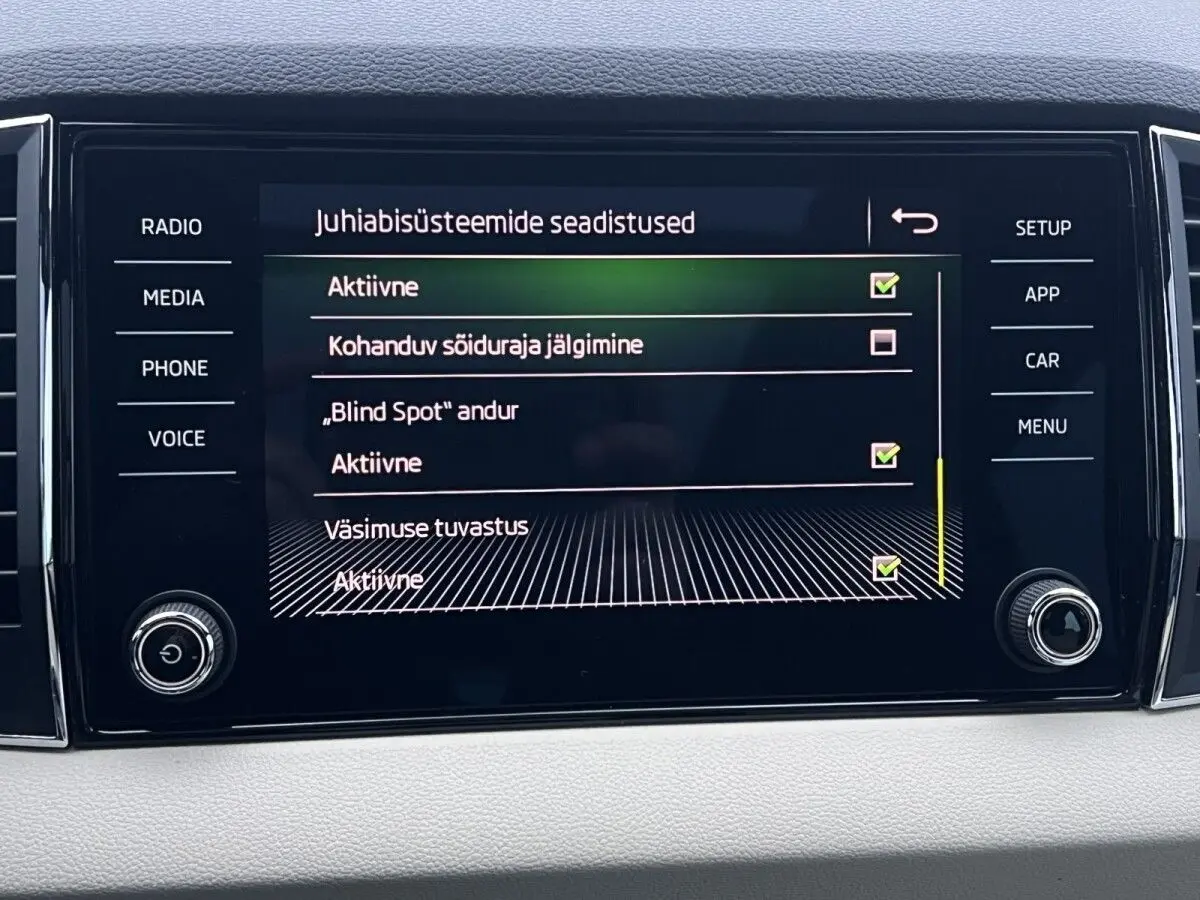 RADIO
MEDIA
PHONE
VOICE
Juhiabisüsteemide seadistused
Aktiivne
Kohanduv sõiduraja jälgimine
„Blind Spot“ andur
Aktiivne
Väsimuse tuvastus
Aktiivne
SETUP
APP
CAR
MENU